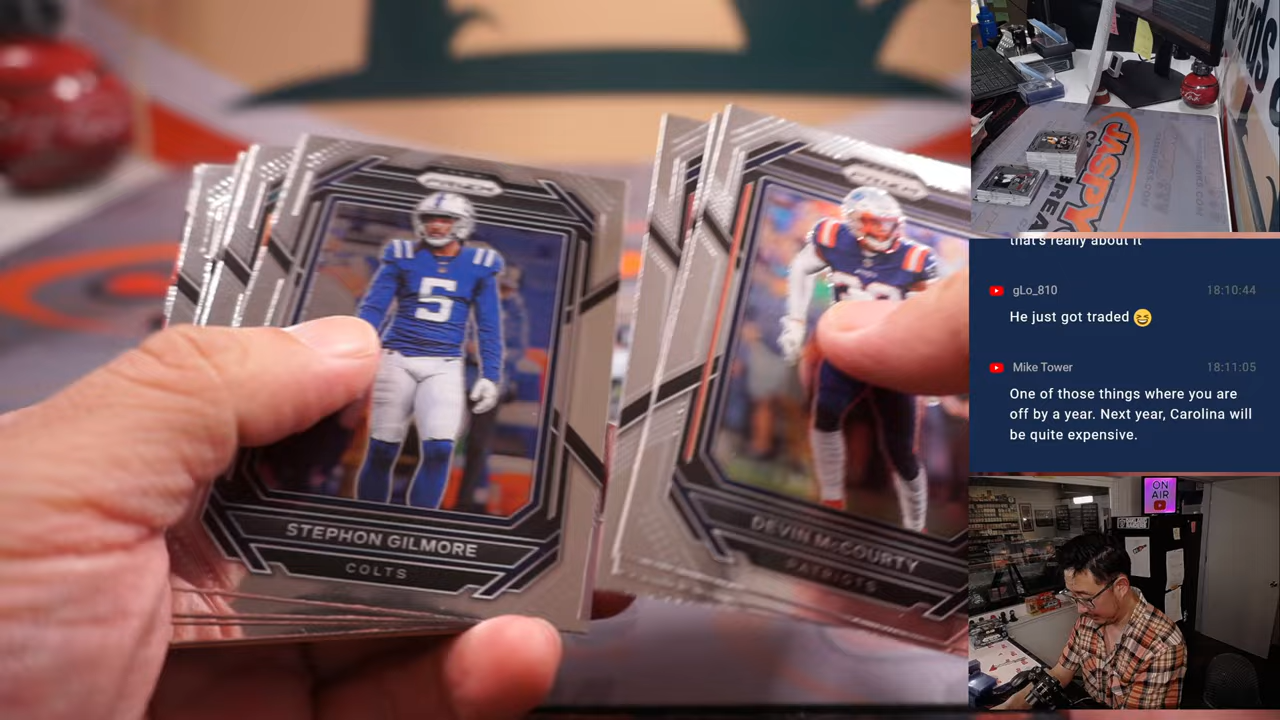 PRIZM
5
STEPHON GILMORE
COLTS
PRIZM
DEVIN McCOURTY
PATRIOTS
JASPY
BREA
that's really about it
gLo_810
18:10:44
He just got traded
Mike Tower
18:11:05
One of those things where you are
off by a year. Next year, Carolina will
be quite expensive.
ON
AIR